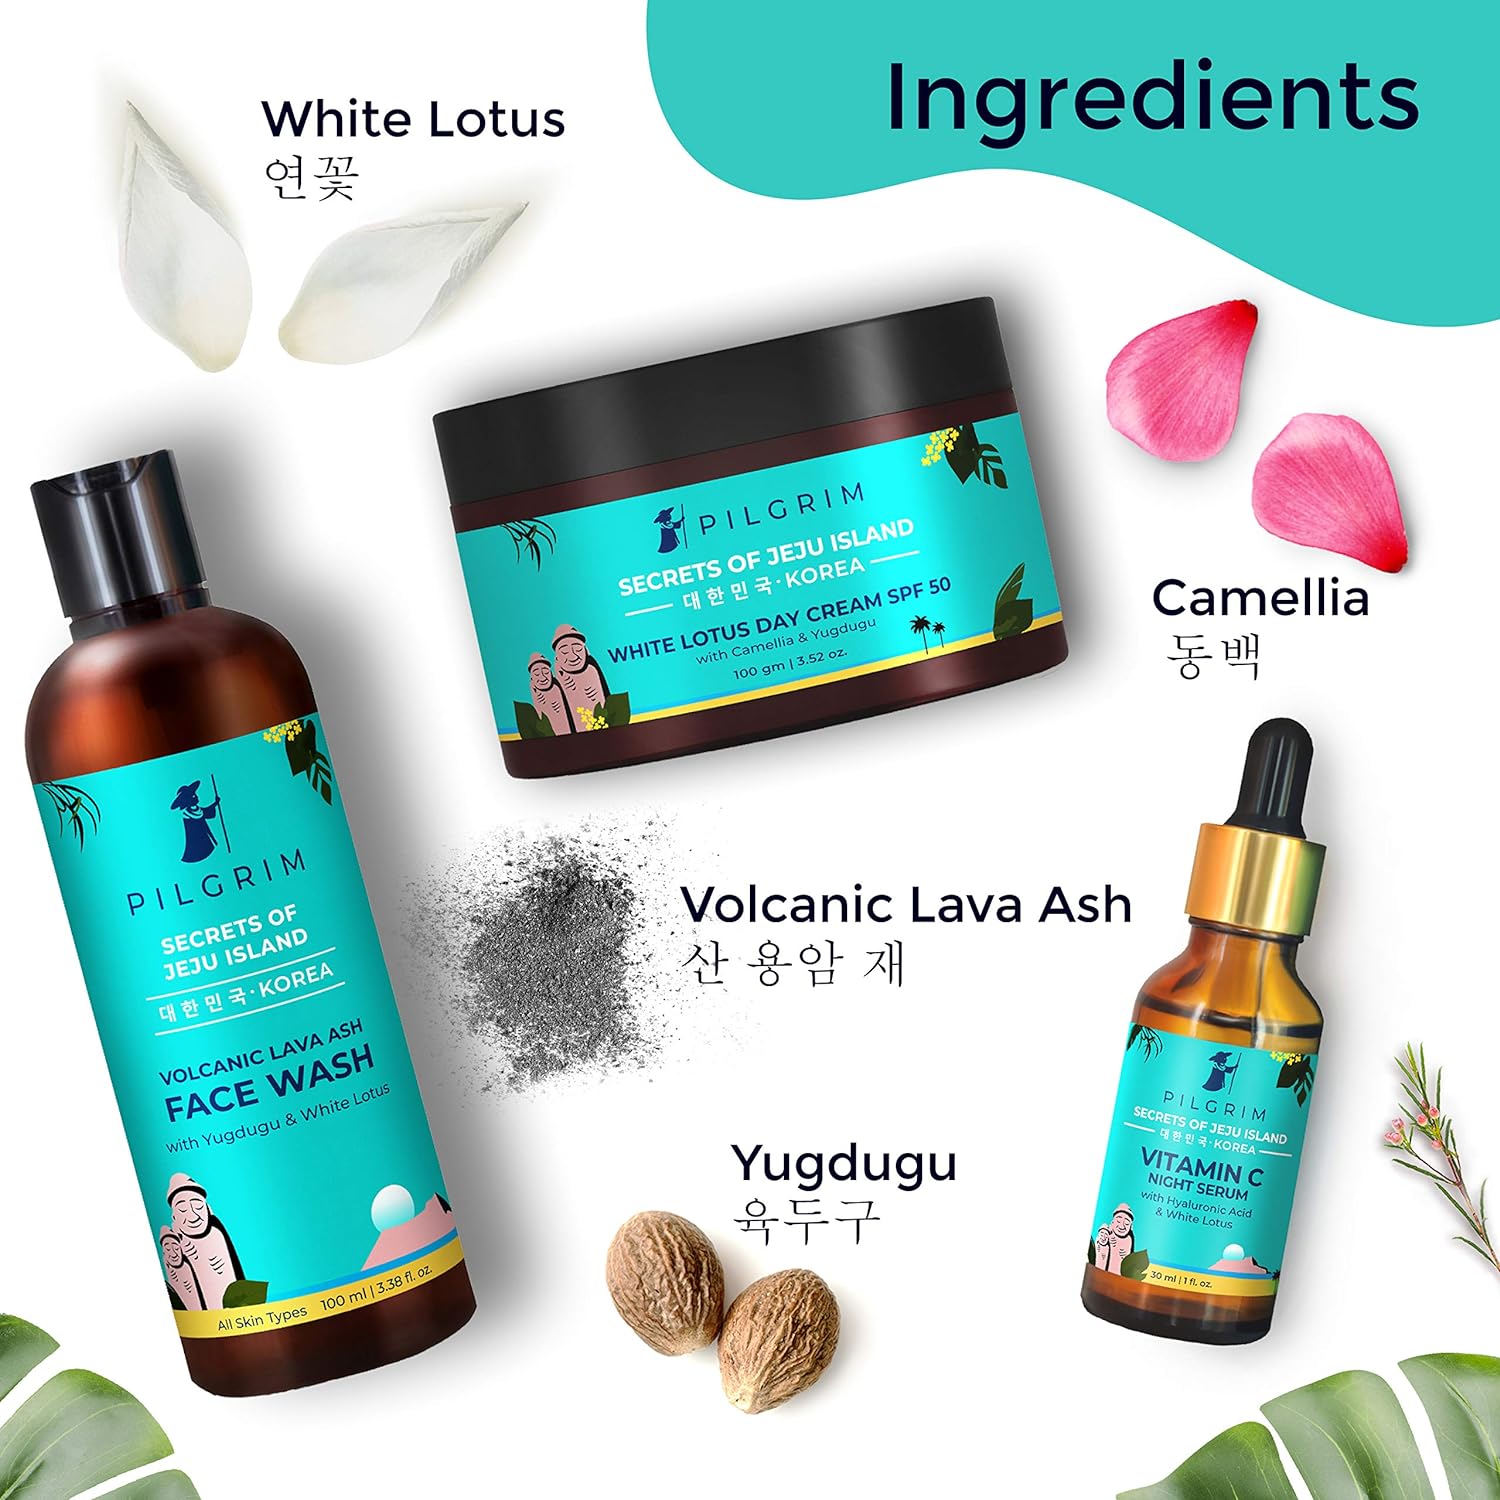 Ingredients
White Lotus
연꽃
PILGRIM
SECRETS OF JEJU ISLAND
대한민국·KOREA
WHITE LOTUS DAY CREAM SPF 50
with Camellia & Yugdugu
100 gm | 3.52 oz.
Camellia
동백
PILGRIM
SECRETS OF
JEJU ISLAND
대한민국·KOREA
VOLCANIC LAVA ASH
FACE WASH
with Yugdugu & White Lotus
All Skin Types 100 ml | 3.38 fl. oz.
Volcanic Lava Ash
산 용암 재
Yugdugu
육두구
PILGRIM
SECRETS OF JEJU ISLAND
대한민국·KOREA
VITAMIN C
NIGHT SERUM
with Hyaluronic Acid
& White Lotus
30 ml | 1 fl. oz.